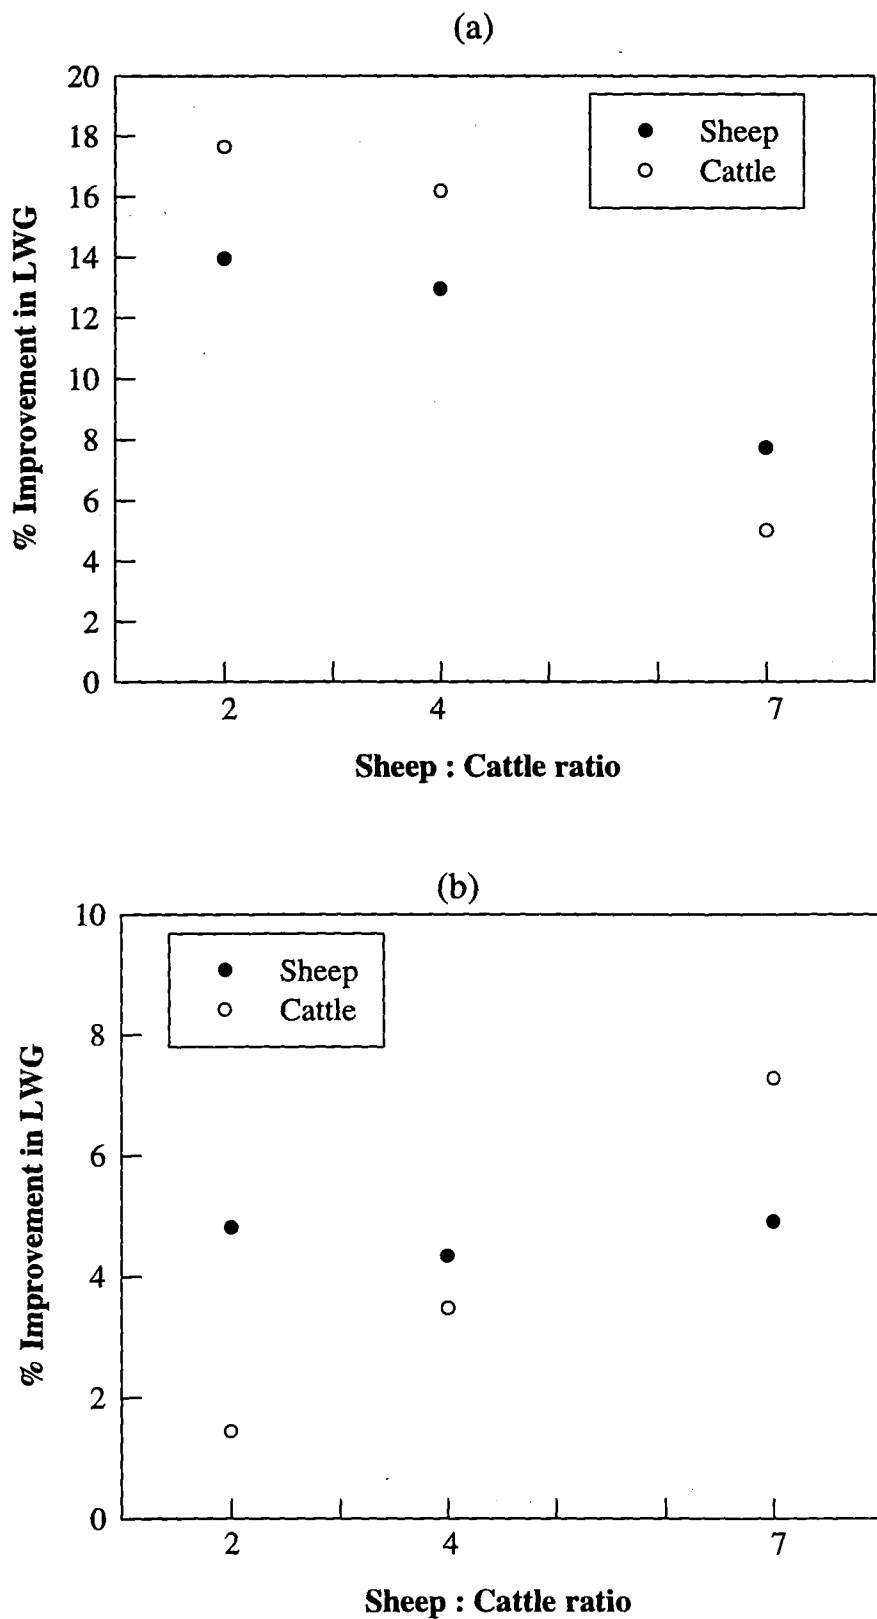 (a)
20
18
16
14
12
10
8
6
4
2
0
% Improvement in LWG
Sheep
Cattle
2 4 7
Sheep : Cattle ratio
(b)
10
8
6
4
2
0
% Improvement in LWG
Sheep
Cattle
2 4 7
Sheep : Cattle ratio